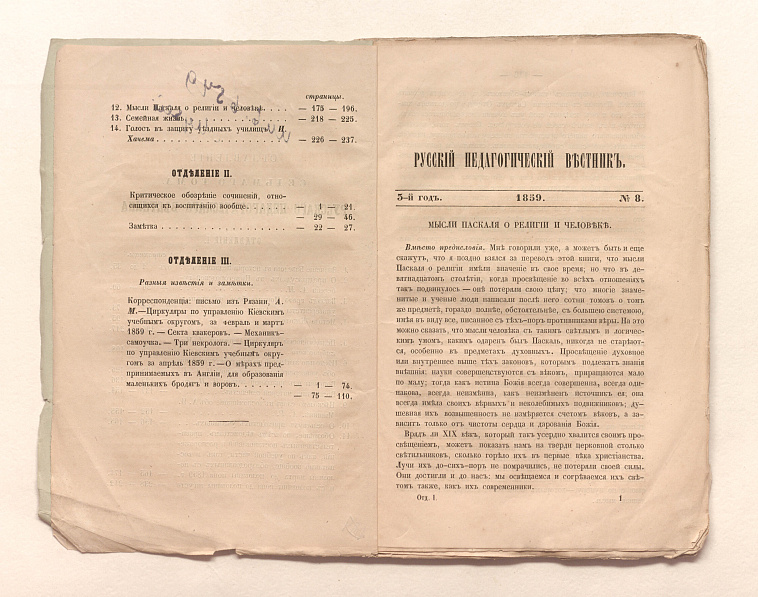 страницы.
12. Мысли Паскаля о религіи и человѣкѣ. . . . — 175 — 196.
13. Семейная жизнь. . . . . . . . . . — 218 — 225.
14. Голосъ въ защиту уѣздныхъ училищъ. П.
Ханема . . . . . . . . . . . . . . — 226 — 237.
ОТДѢЛЕНІЕ II.
Критическое обозрѣніе сочиненій, отно-
сящихся къ воспитанію вообще. . . . . . — 1 — 21.
— 29 — 46.
Замѣтка . . . . . . . . . . . . . . — 22 — 27.
ОТДѢЛЕНІЕ III.
Разныя извѣстія и замѣтки.
Корреспонденція: письмо изъ Рязани, А.
М.—Циркуляры по управленію Кіевскимъ
учебнымъ округомъ, за февраль и мартъ
1859 г. — Секта квакеровъ. — Механикъ-
самоучка. — Три некролога. — Циркуляръ
по управленію Кіевскимъ учебнымъ окру-
гомъ за апрѣль 1859 г. — О мѣрахъ пред-
принимаемыхъ въ Англіи, для образованія
маленькихъ бродягъ и воровъ. . . . . . . — 1 — 74.
— 75 — 110.
РУССКІЙ ПЕДАГОГИЧЕСКІЙ ВѢСТНИКЪ.
3-й годъ. 1859. № 8.
МЫСЛИ ПАСКАЛЯ О РЕЛИГІИ И ЧЕЛОВѢКѢ.
Вмѣсто предисловія. Мнѣ говорили уже, а можетъ быть и еще
скажутъ, что я поздно взялся за переводъ этой книги, что мысли
Паскаля о религіи имѣли значеніе въ свое время; но что въ де-
вятнадцатомъ столѣтіи, когда просвѣщеніе во всѣхъ отношеніяхъ
такъ подвинулось — онѣ потеряли свою цѣну; что многіе знаме-
нитые и ученые люди написали послѣ него сотни томовъ о томъ
же предметѣ, гораздо полнѣе, обстоятельнѣе, съ большею системою,
имѣя въ виду все, писанное съ тѣхъ-поръ противниками вѣры. На это
можно сказать, что мысли человѣка съ такимъ свѣтлымъ и логиче-
скимъ умомъ, какимъ одаренъ былъ Паскаль, никогда не старѣют-
ся, особенно въ предметахъ духовныхъ. Просвѣщеніе духовное
или внутреннее выше тѣхъ законовъ, которымъ подлежатъ знанія
внѣшнія: науки совершенствуются съ вѣкомъ, приращаются мало
по малу; тогда какъ истина Божія всегда совершенна, всегда оди-
накова, всегда неизмѣнна, какъ неизмѣненъ источникъ ея; она
всегда имѣла своихъ вѣрныхъ и неколебимыхъ подвижниковъ; ду-
шевная ихъ возвышенность не измѣряется счетомъ вѣковъ, а за-
виситъ только отъ чистоты сердца и дарованія Божія.
Врядъ ли XIX вѣкъ, который такъ усердно хвалится своимъ про-
свѣщеніемъ, можетъ показать намъ на тверди церковной столько
свѣтильниковъ, сколько горѣло ихъ въ первые вѣка христіанства.
Лучи ихъ до-сихъ-поръ не помрачились, не потеряли своей силы.
Они достигли и до насъ: мы освѣщаемся и согрѣваемся ихъ свѣ-
томъ также, какъ ихъ современники.
Отд. I. 1